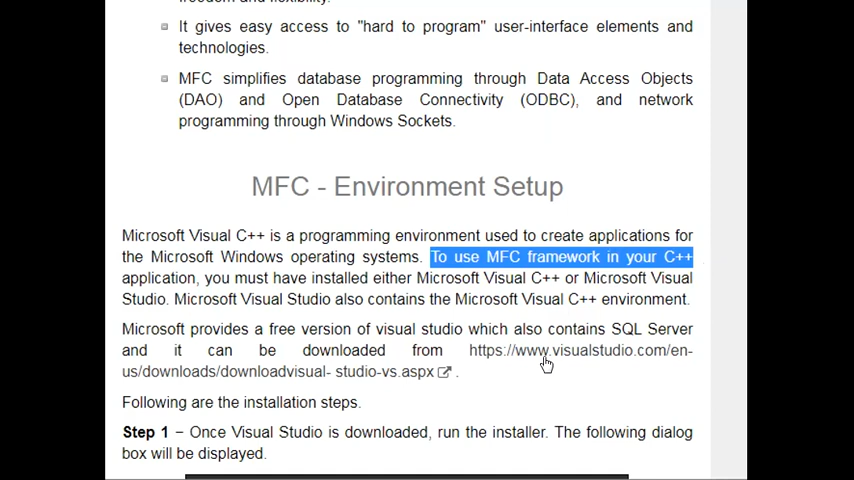 It gives easy access to "hard to program" user-interface elements and
technologies.
MFC simplifies database programming through Data Access Objects
(DAO) and Open Database Connectivity (ODBC), and network
programming through Windows Sockets.
MFC - Environment Setup
Microsoft Visual C++ is a programming environment used to create applications for
the Microsoft Windows operating systems. To use MFC framework in your C++
application, you must have installed either Microsoft Visual C++ or Microsoft Visual
Studio. Microsoft Visual Studio also contains the Microsoft Visual C++ environment.
Microsoft provides a free version of visual studio which also contains SQL Server
and it can be downloaded from https://www.visualstudio.com/en-
us/downloads/downloadvisual- studio-vs.aspx .
Following are the installation steps.
Step 1 − Once Visual Studio is downloaded, run the installer. The following dialog
box will be displayed.